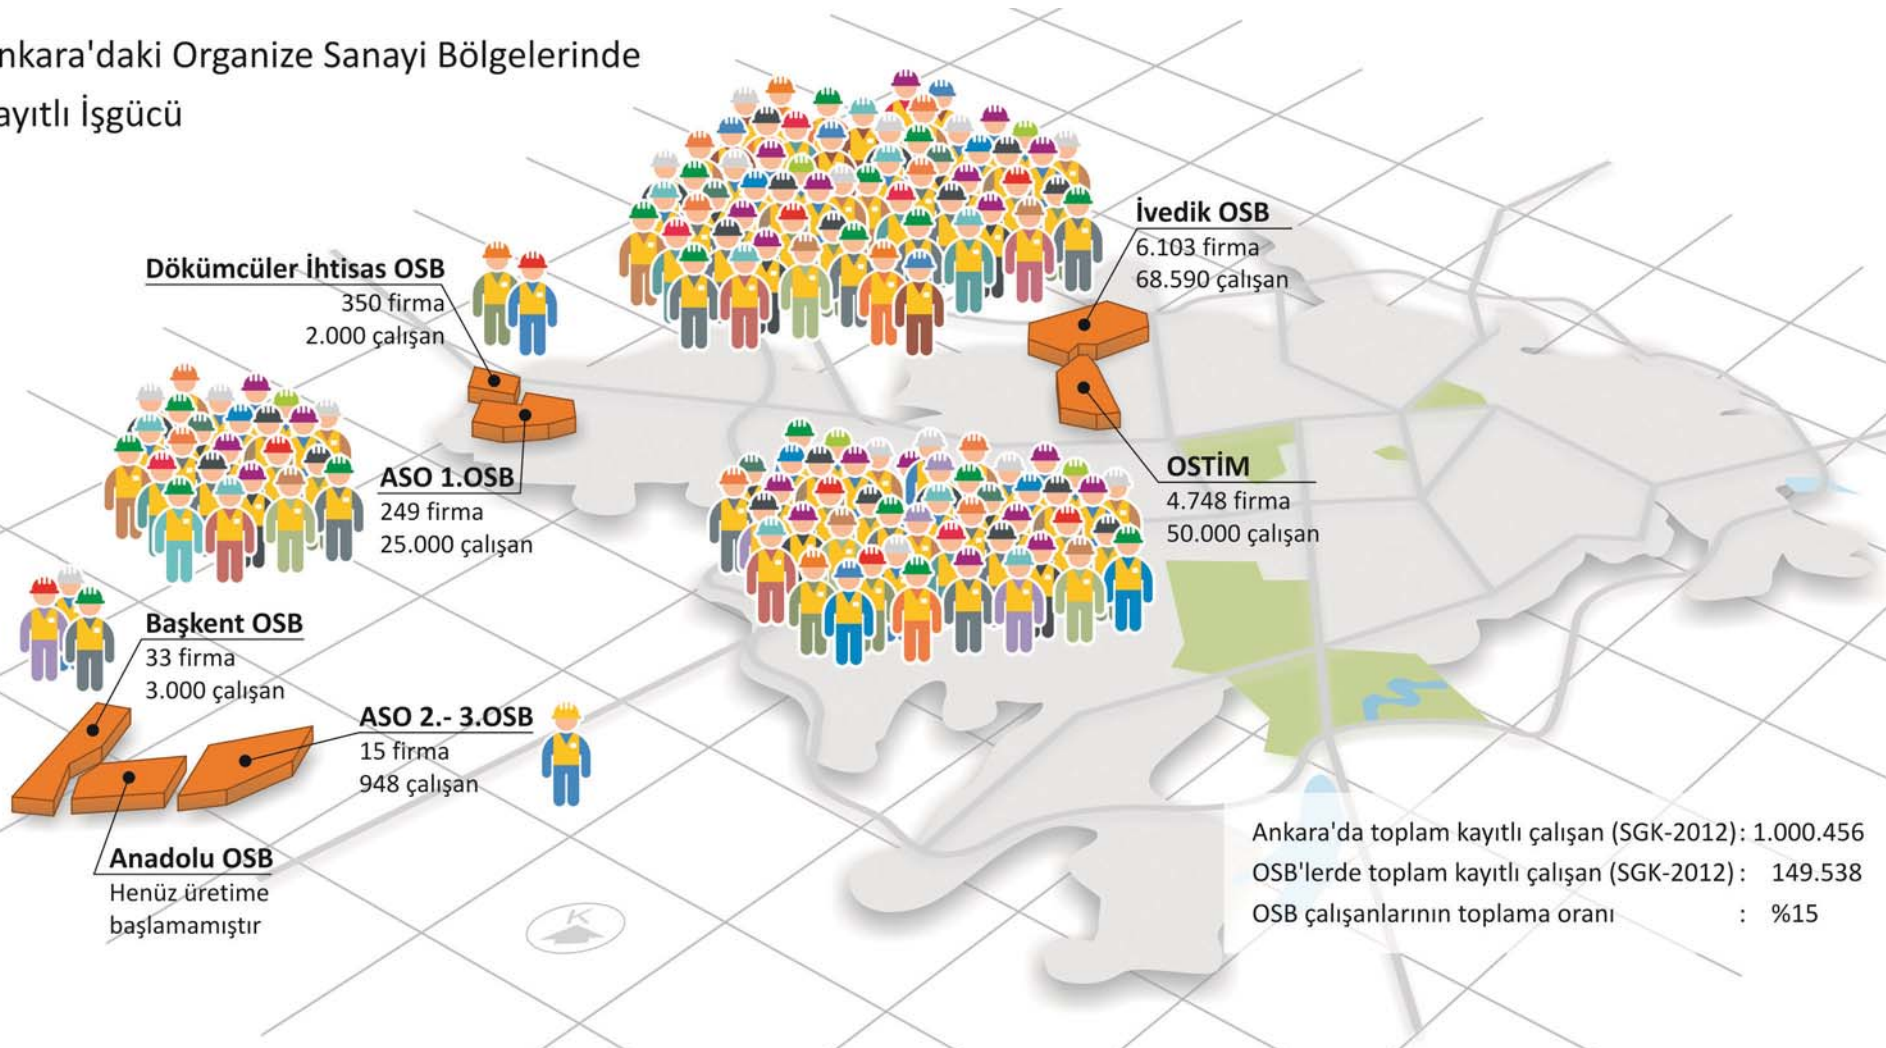 nkara'daki Organize Sanayi Bölgelerinde
ayıtlı İşgücü
İvedik OSB
6.103 firma
68.590 çalışan
Dökümcüler İhtisas OSB
350 firma
2.000 çalışan
ASO 1.OSB
249 firma
25.000 çalışan
OSTİM
4.748 firma
50.000 çalışan
Başkent OSB
33 firma
3.000 çalışan
ASO 2.- 3.OSB
15 firma
948 çalışan
Anadolu OSB
Henüz üretime
başlamamıştır
K
Ankara'da toplam kayıtlı çalışan (SGK-2012): 1.000.456
OSB'lerde toplam kayıtlı çalışan (SGK-2012): 149.538
OSB çalışanlarının toplama oranı : %15